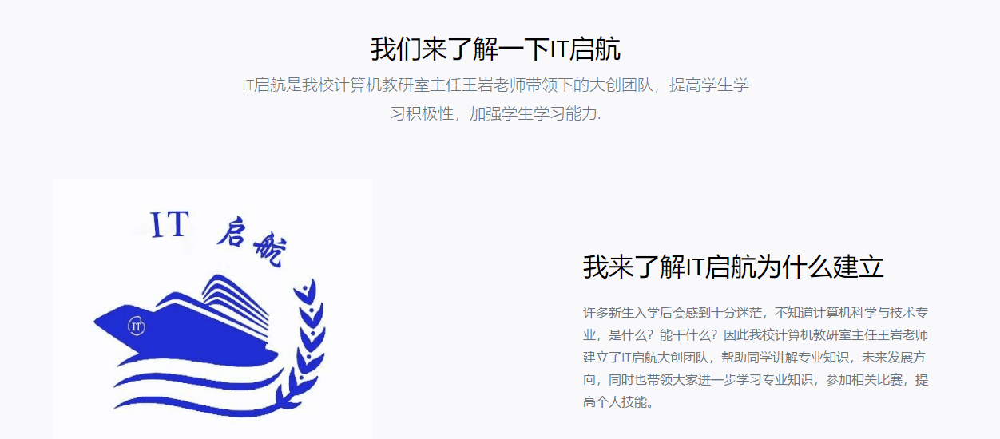 我们来了解一下IT启航
IT启航是我校计算机教研室主任王岩老师带领下的大创团队，提高学生学
习积极性，加强学生学习能力.
IT 启航
IT
我来了解IT启航为什么建立
许多新生入学后会感到十分迷茫，不知道计算机科学与技术专
业，是什么？能干什么？因此我校计算机教研室主任王岩老师
建立了IT启航大创团队，帮助同学讲解专业知识，未来发展方
向，同时也带领大家进一步学习专业知识，参加相关比赛，提
高个人技能。